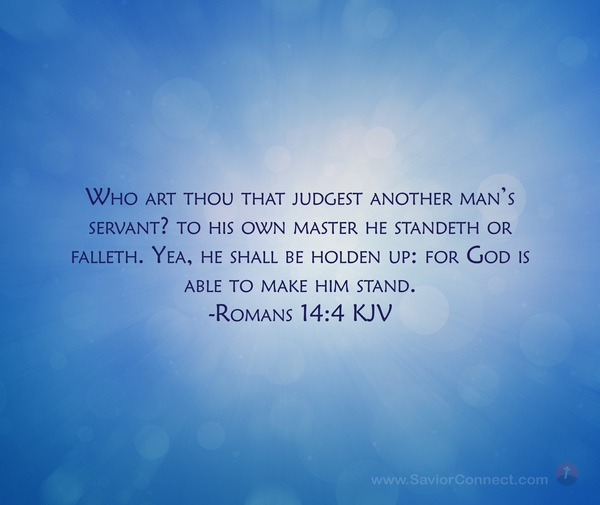 Who art thou that judgest another man's
servant? to his own master he standeth or
falleth. Yea, he shall be holden up: for God is
able to make him stand.
-Romans 14:4 KJV
www.SaviorConnect.com